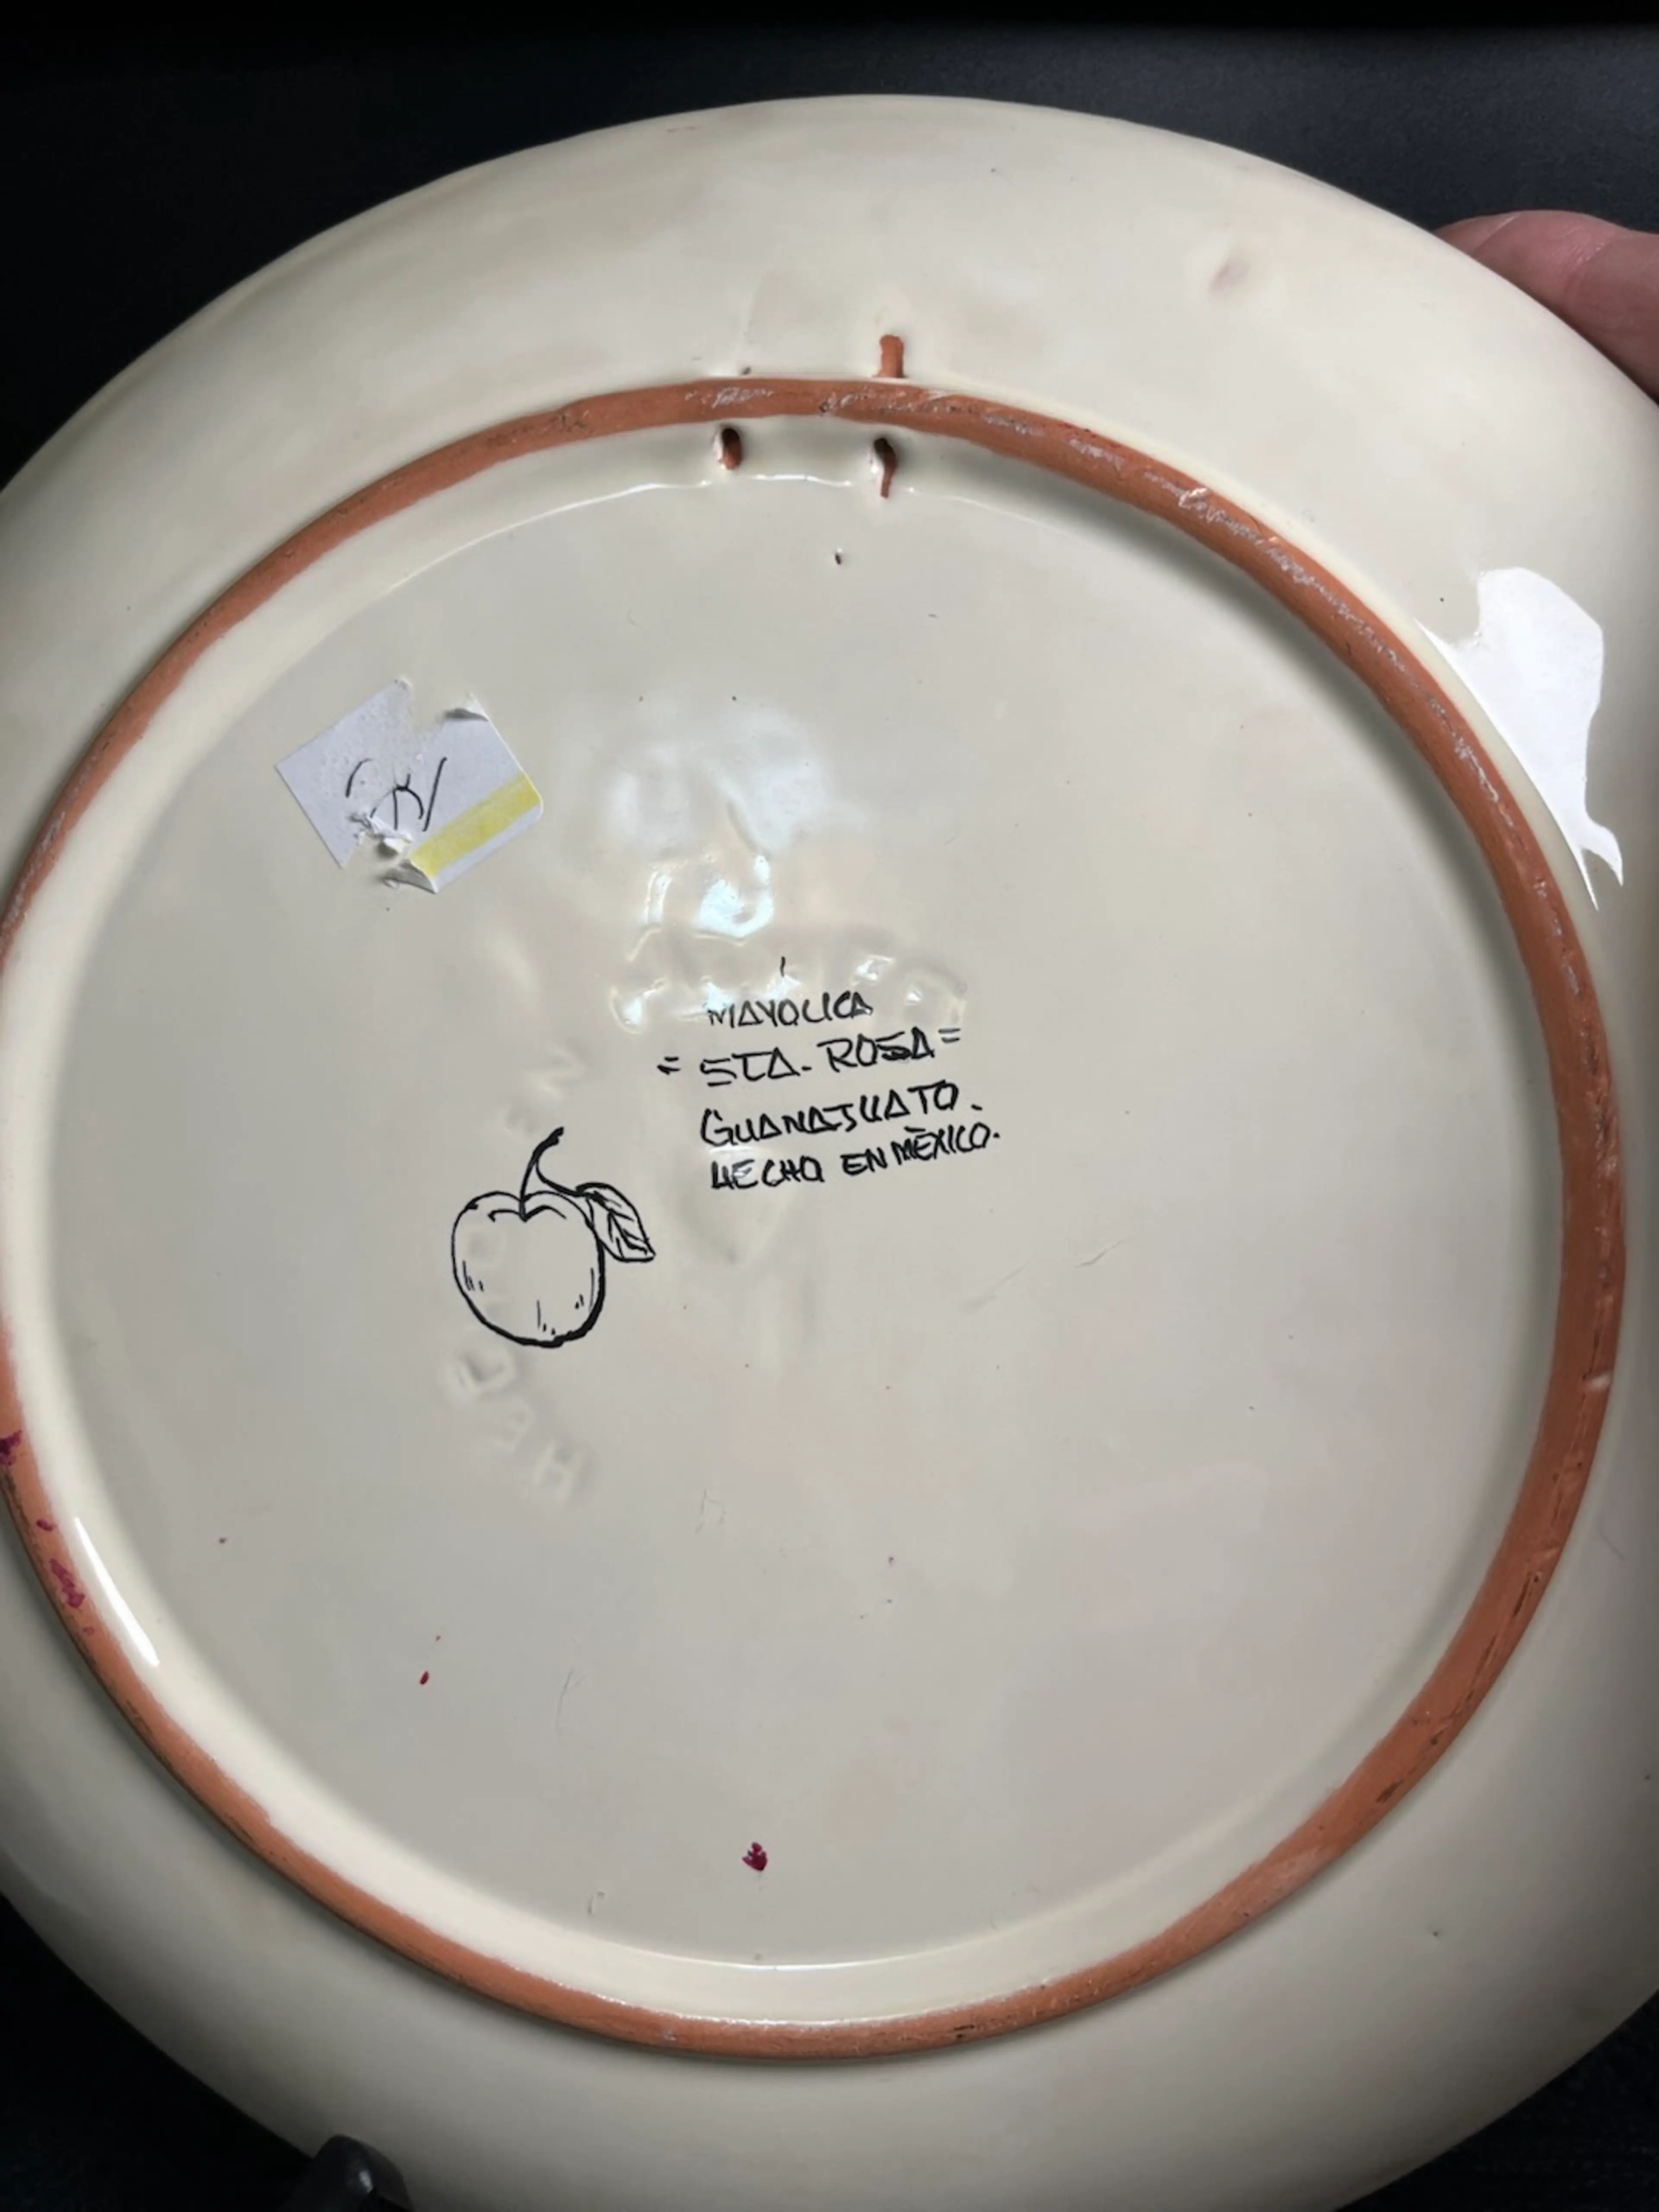 MAYOLICA
= STA. ROSA =
GUANAJUATO.
HECHO EN MÉXICO.